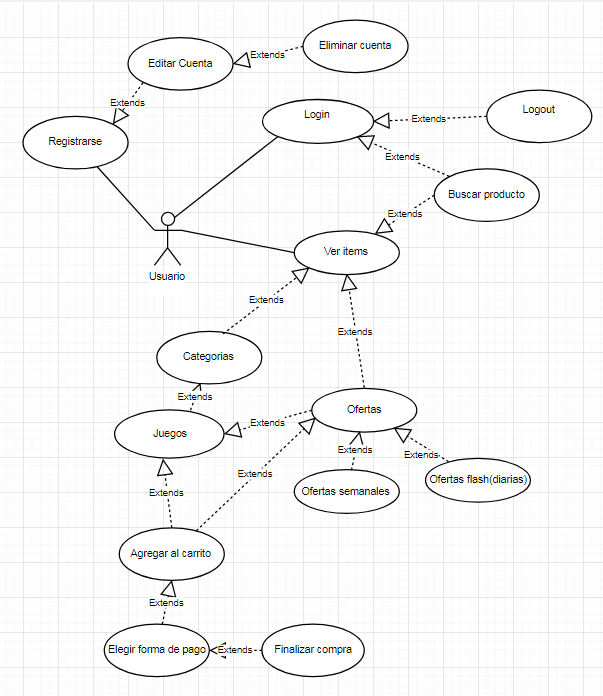 Eliminar cuenta
Extends
Editar Cuenta
Extends
Login
Logout
Extends
Registrarse
Extends
Buscar producto
Extends
Usuario
Ver items
Extends
Extends
Categorias
Extends
Ofertas
Extends
Juegos
Extends
Extends
Extends
Extends
Ofertas semanales
Ofertas flash(diarias)
Extends
Agregar al carrito
Extends
Elegir forma de pago
Extends
Finalizar compra